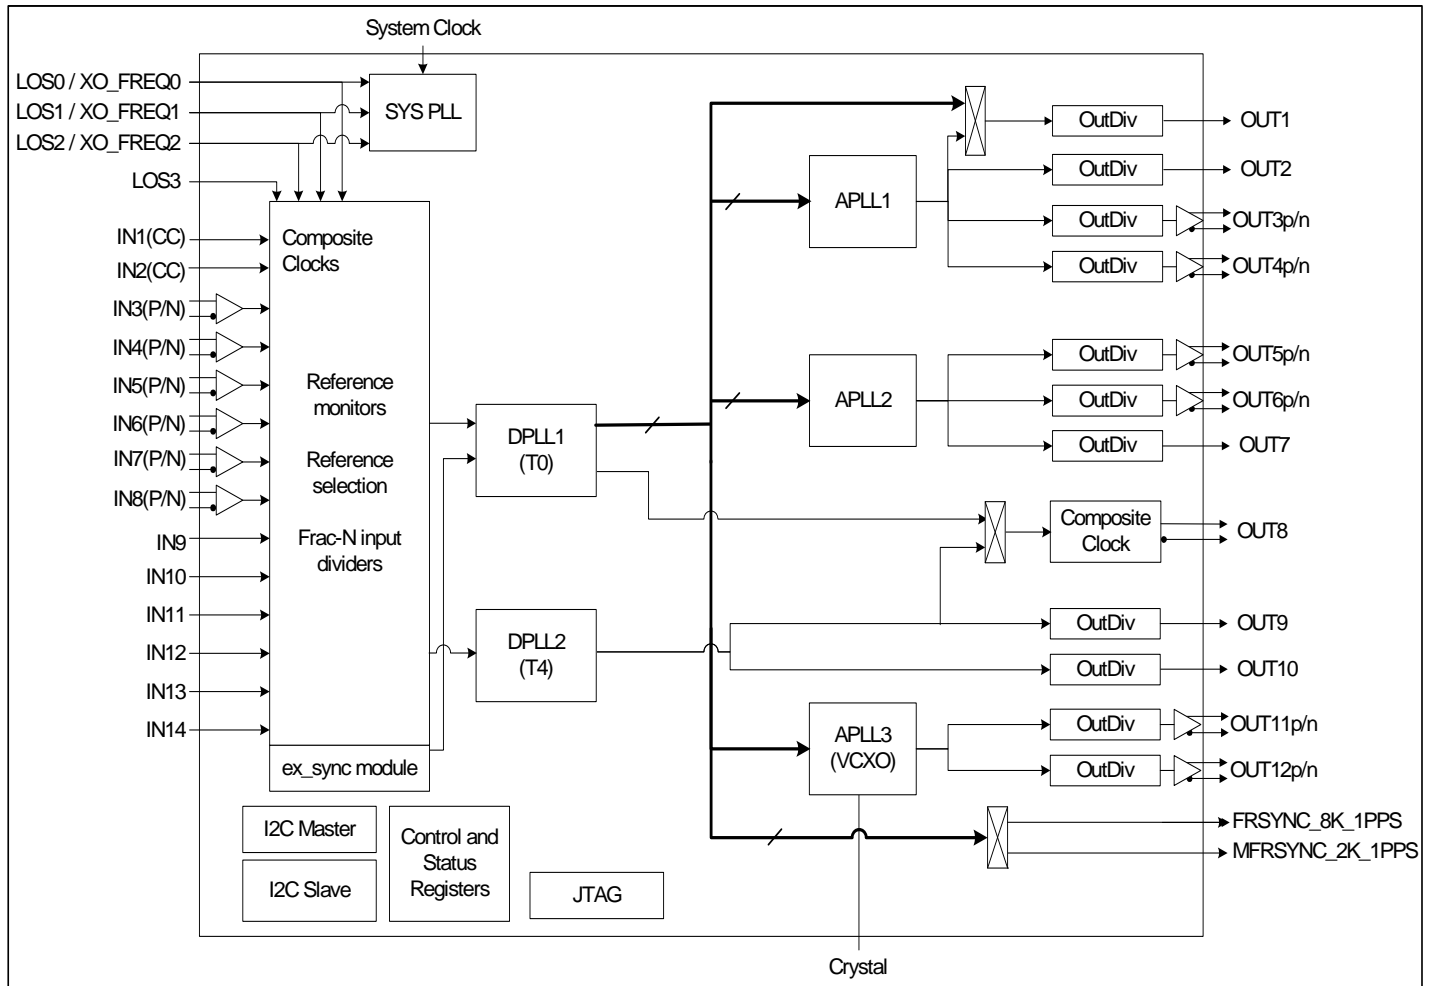 System Clock
LOS0 / XO_FREQ0
LOS1 / XO_FREQ1
LOS2 / XO_FREQ2
LOS3
SYS PLL
IN1(CC)
IN2(CC)
IN3(P/N)
IN4(P/N)
IN5(P/N)
IN6(P/N)
IN7(P/N)
IN8(P/N)
IN9
IN10
IN11
IN12
IN13
IN14
Composite
Clocks
Reference
monitors
Reference
selection
Frac-N input
dividers
ex_sync module
I2C Master
I2C Slave
Control and
Status
Registers
JTAG
DPLL1
(T0)
DPLL2
(T4)
APLL1
APLL2
APLL3
(VCXO)
Crystal
OutDiv
OUT1
OutDiv
OUT2
OutDiv
OUT3p/n
OutDiv
OUT4p/n
OutDiv
OUT5p/n
OutDiv
OUT6p/n
OutDiv
OUT7
Composite
Clock
OUT8
OutDiv
OUT9
OutDiv
OUT10
OutDiv
OUT11p/n
OutDiv
OUT12p/n
FRSYNC_8K_1PPS
MFRSYNC_2K_1PPS